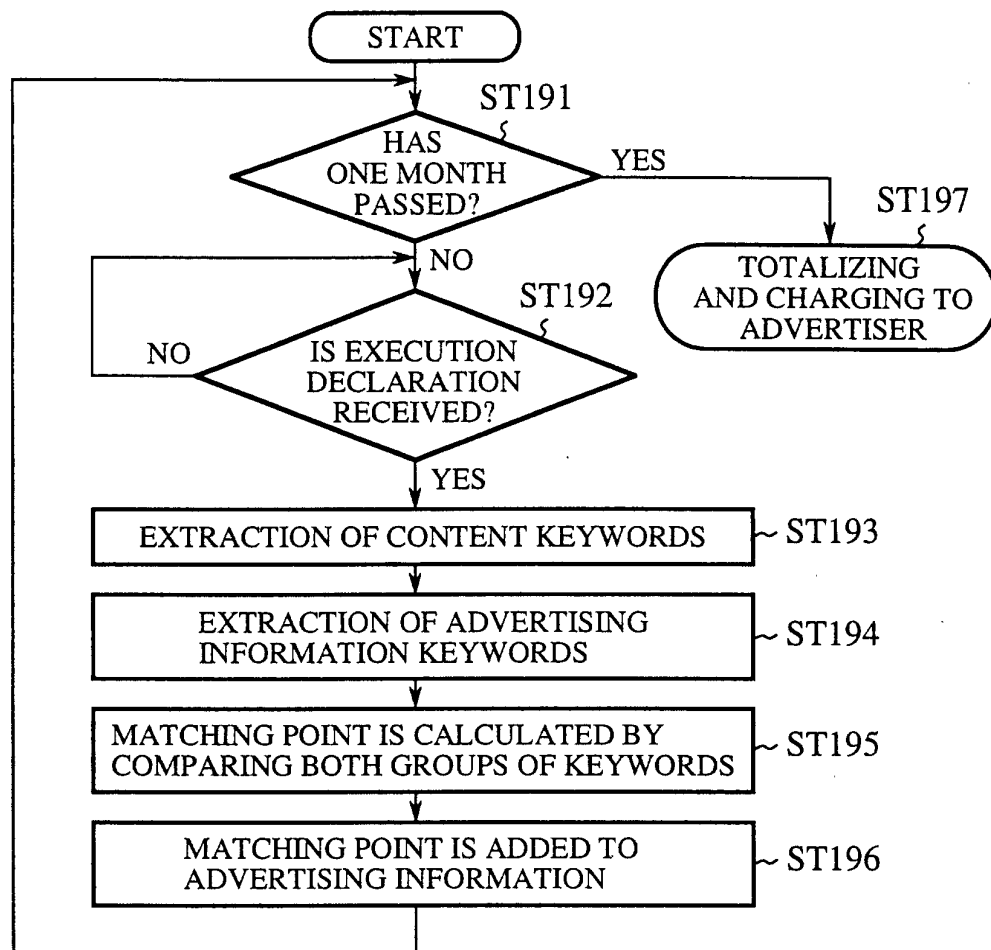 START
ST191
HAS
ONE MONTH
PASSED?
YES
ST197
NO
TOTALIZING
AND CHARGING TO
ADVERTISER
ST192
NO
IS EXECUTION
DECLARATION
RECEIVED?
YES
EXTRACTION OF CONTENT KEYWORDS
ST193
EXTRACTION OF ADVERTISING
INFORMATION KEYWORDS
ST194
MATCHING POINT IS CALCULATED BY
COMPARING BOTH GROUPS OF KEYWORDS
ST195
MATCHING POINT IS ADDED TO
ADVERTISING INFORMATION
ST196